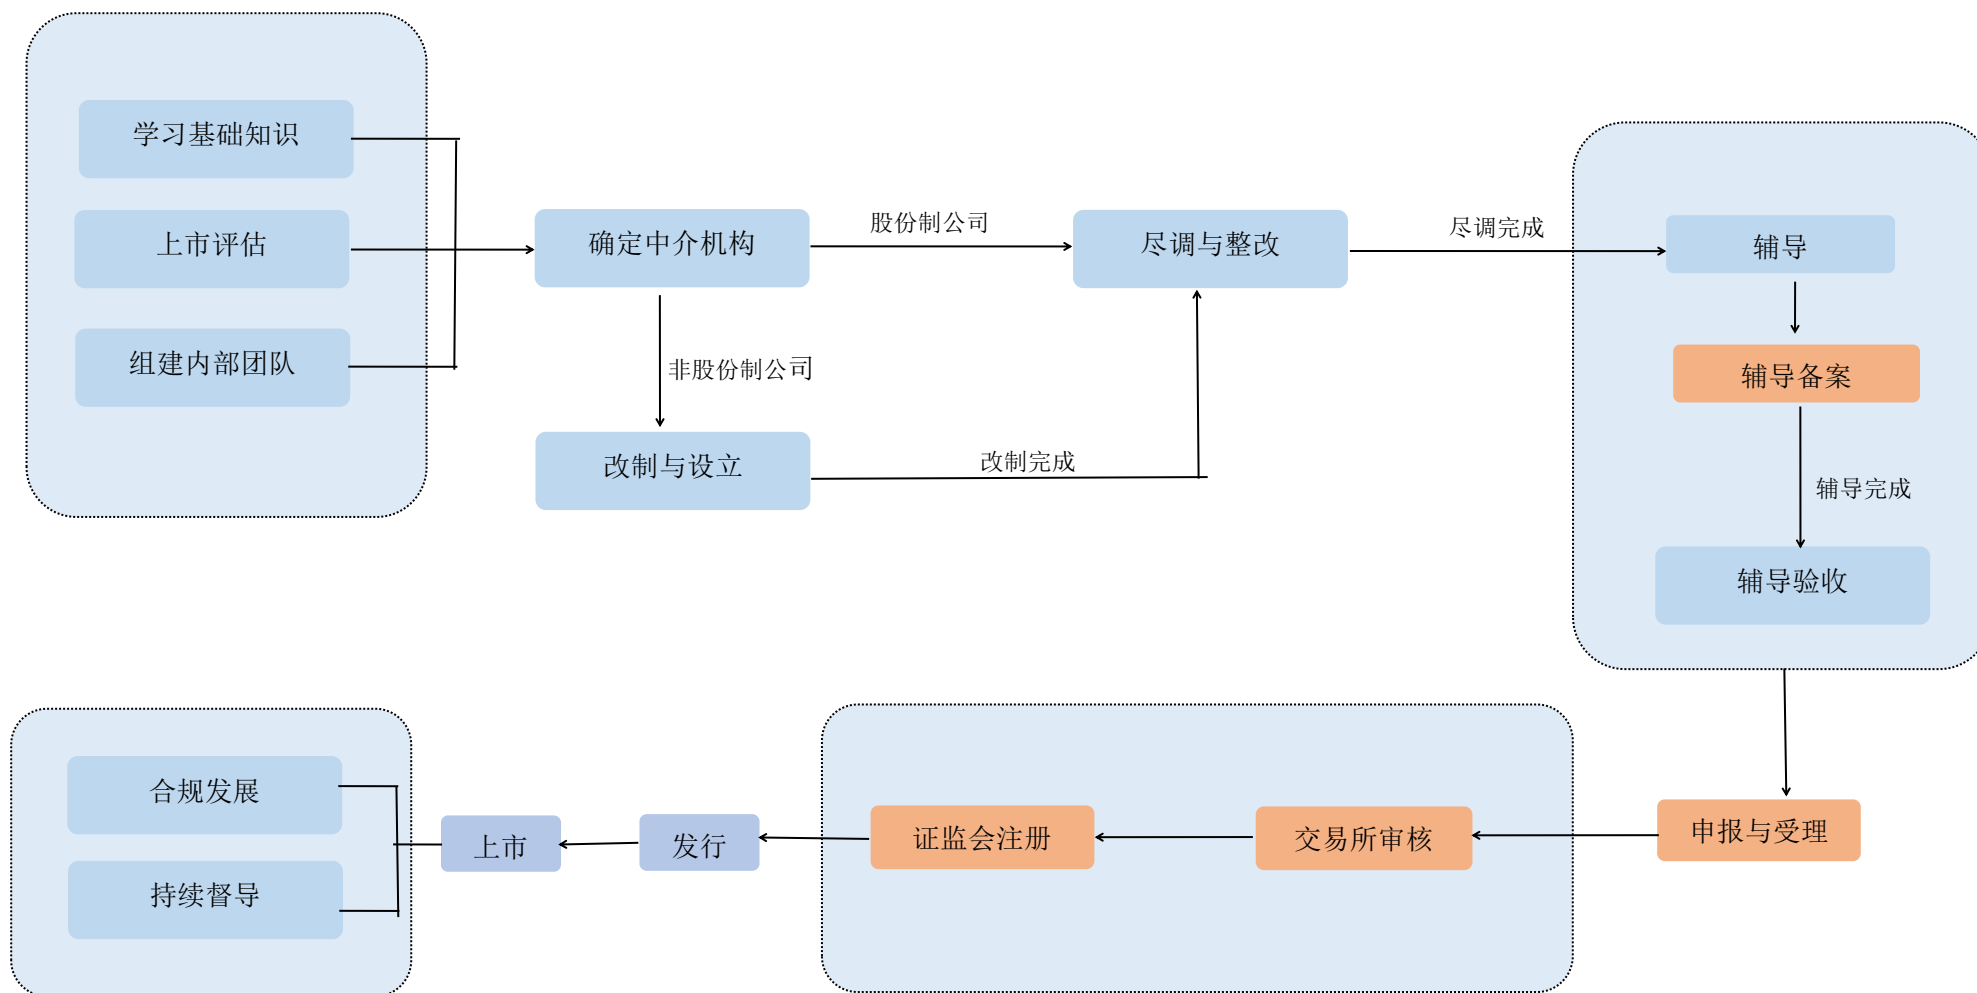 学习基础知识
上市评估
组建内部团队
确定中介机构
股份制公司
尽调与整改
尽调完成
辅导
非股份制公司
辅导备案
改制与设立
改制完成
辅导完成
辅导验收
申报与受理
交易所审核
证监会注册
发行
上市
合规发展
持续督导